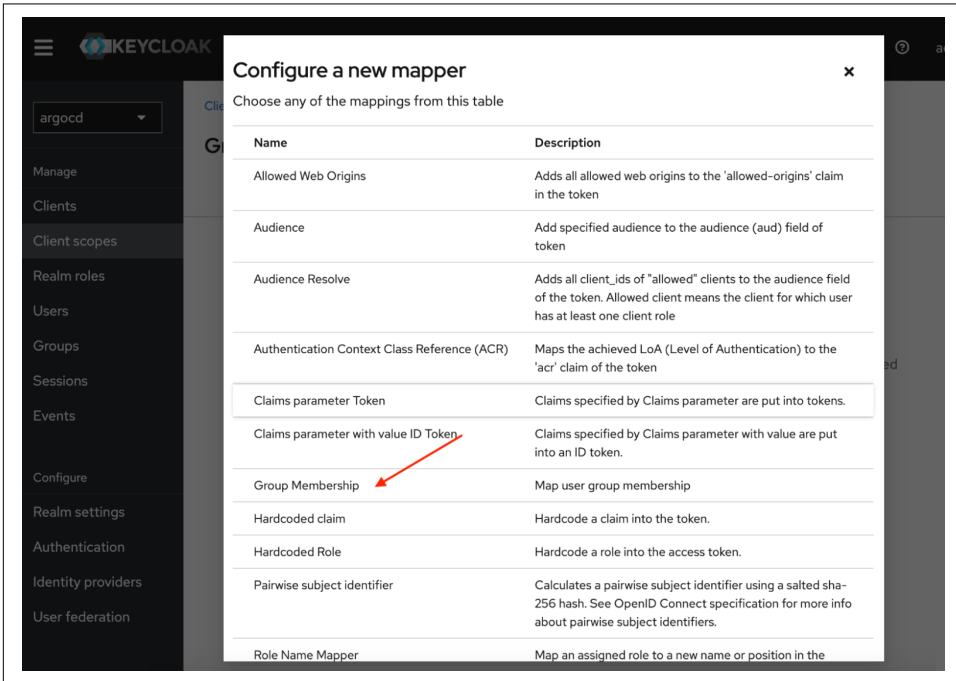 KEYCLOAK
argocd
Manage
Clients
Client scopes
Realm roles
Users
Groups
Sessions
Events
Configure
Realm settings
Authentication
Identity providers
User federation
Configure a new mapper
Choose any of the mappings from this table
Name Description
Allowed Web Origins Adds all allowed web origins to the 'allowed-origins' claim
in the token
Audience Add specified audience to the audience (aud) field of
token
Audience Resolve Adds all client_ids of "allowed" clients to the audience field
of the token. Allowed client means the client for which user
has at least one client role
Authentication Context Class Reference (ACR) Maps the achieved LoA (Level of Authentication) to the
'acr' claim of the token
Claims parameter Token Claims specified by Claims parameter are put into tokens.
Claims parameter with value ID Token Claims specified by Claims parameter with value are put
into an ID token.
Group Membership Map user group membership
Hardcoded claim Hardcode a claim into the token.
Hardcoded Role Hardcode a role into the access token.
Pairwise subject identifier Calculates a pairwise subject identifier using a salted sha-
256 hash. See OpenID Connect specification for more info
about pairwise subject identifiers.
Role Name Mapper Map an assigned role to a new name or position in the